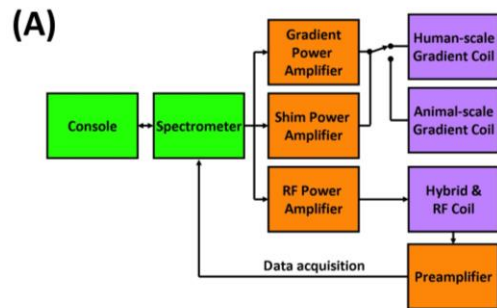 (A)
Gradient
Power
Amplifier
Human-scale
Gradient Coil
Console
Spectrometer
Shim Power
Amplifier
Animal-scale
Gradient Coil
RF Power
Amplifier
Hybrid &
RF Coil
Data acquisition
Preamplifier